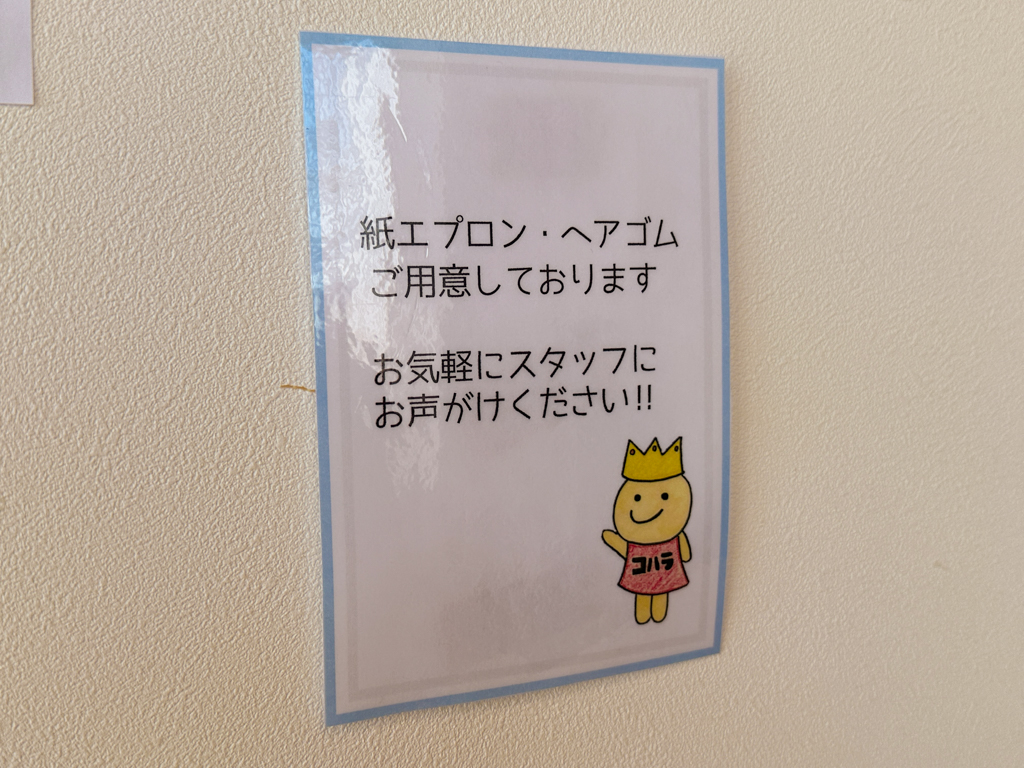 紙エプロン・ヘアゴム
ご用意しております
お気軽にスタッフに
お声がけください!!
コハラ